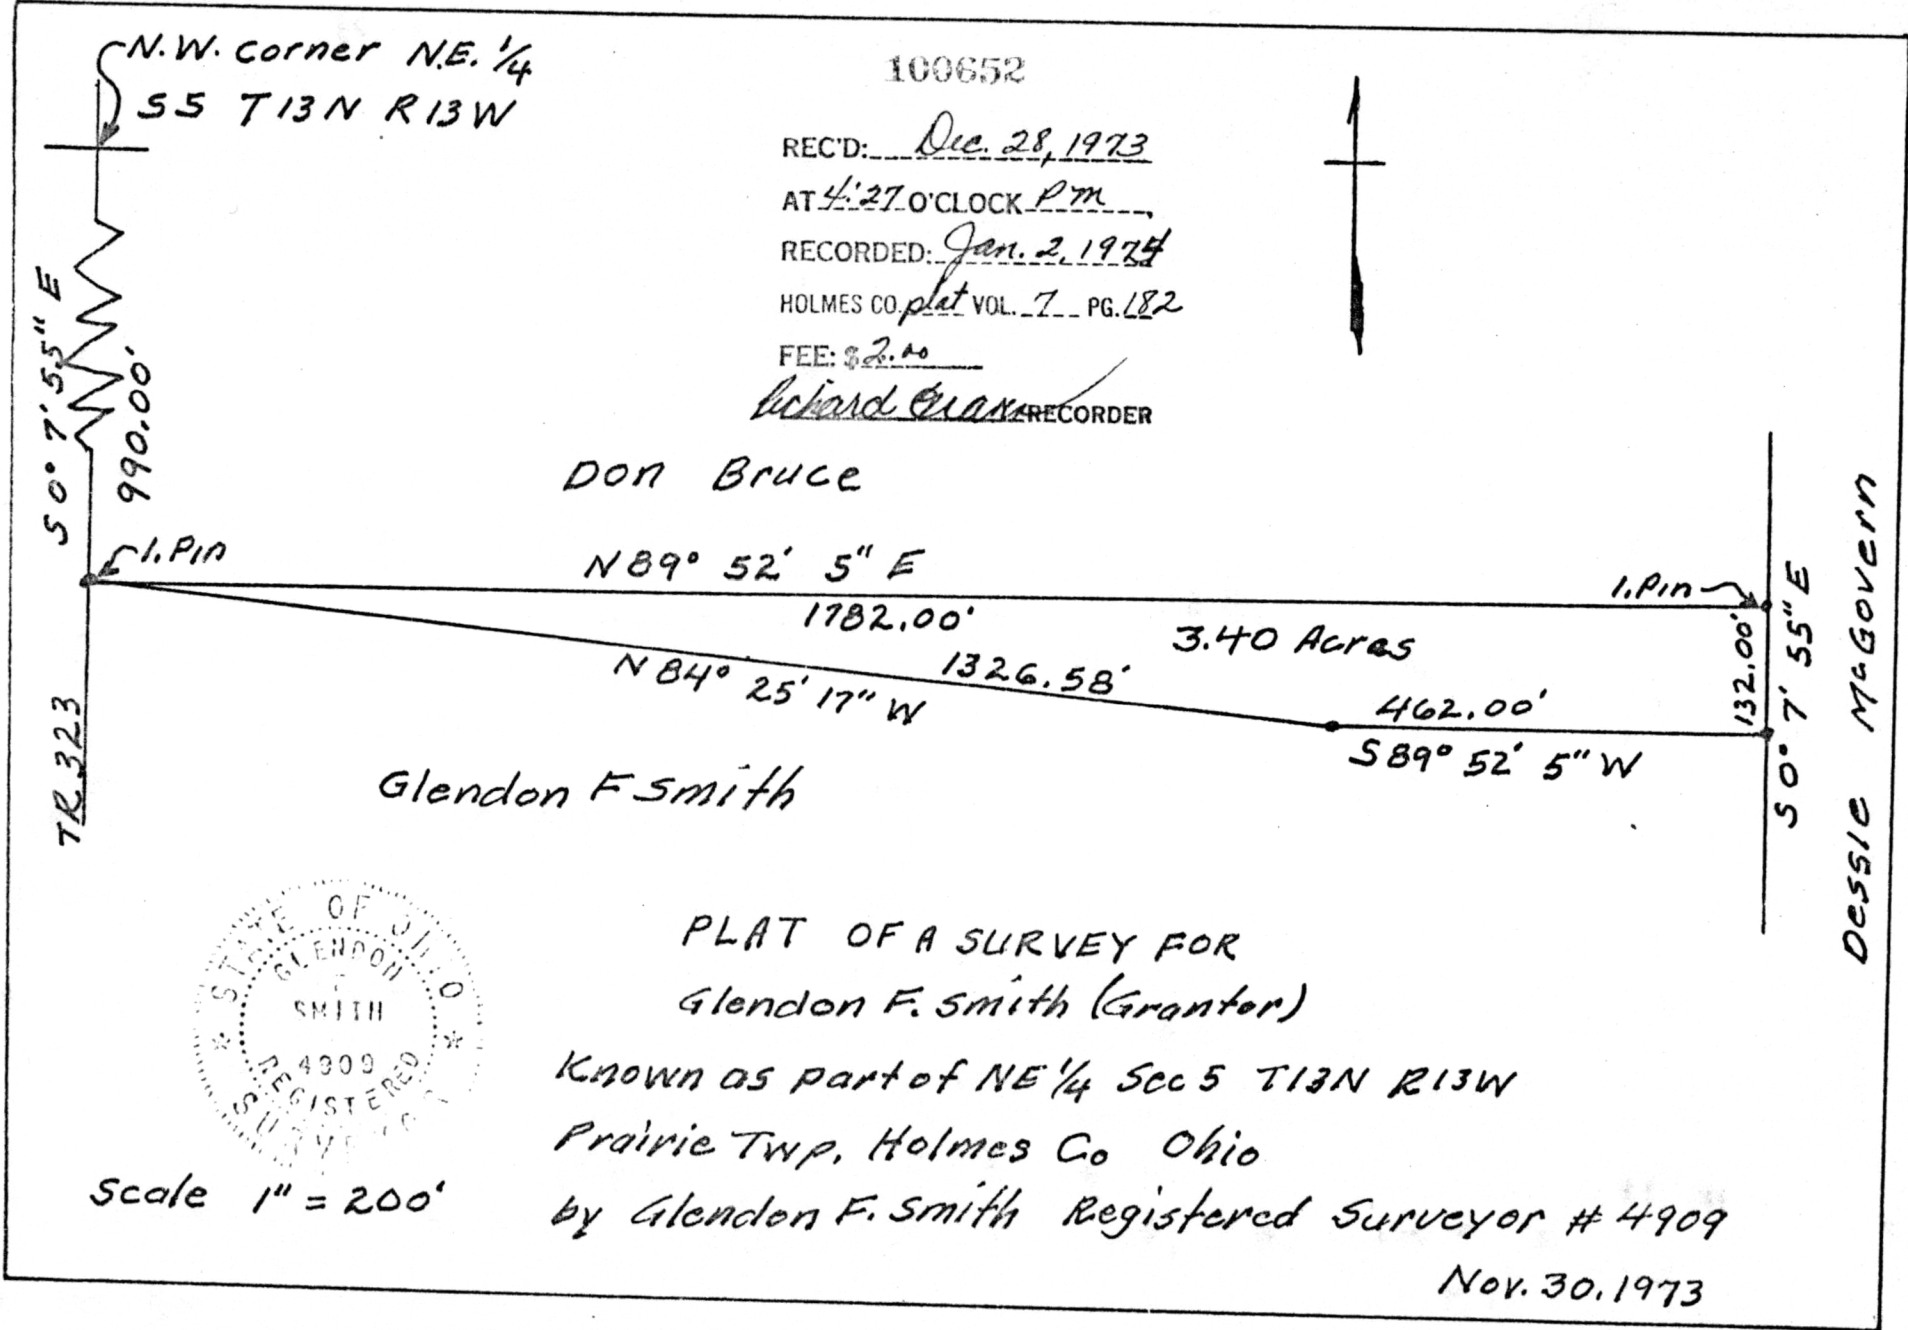 N.W. Corner N.E. 1/4
S5 T13N R13W
100652
REC'D: Dec. 28, 1973
AT 4:27 O'CLOCK PM,
RECORDED: Jan. 2, 1974
HOLMES CO. plat VOL. 7 PG. 182
FEE: $2.00
Richard RECORDER
S 0° 7' 55" E
990.00'
Don Bruce
I. Pin
N 89° 52' 5" E
1782.00'
3.40 Acres
I. Pin
132.00'
S 0° 7' 55" E
Dessie McGovern
N 84° 25' 17" W
1326.58'
462.00'
S 89° 52' 5" W
TR 323
Glendon F Smith
STATE OF OHIO
GLENDON
F
SMITH
4909
REGISTERED
SURVEYOR
PLAT OF A SURVEY FOR
Glendon F. Smith (Grantor)
Known as part of NE 1/4 Sec 5 T13N R13W
Prairie Twp. Holmes Co Ohio
by Glendon F. Smith Registered Surveyor # 4909
Scale 1" = 200'
Nov. 30. 1973